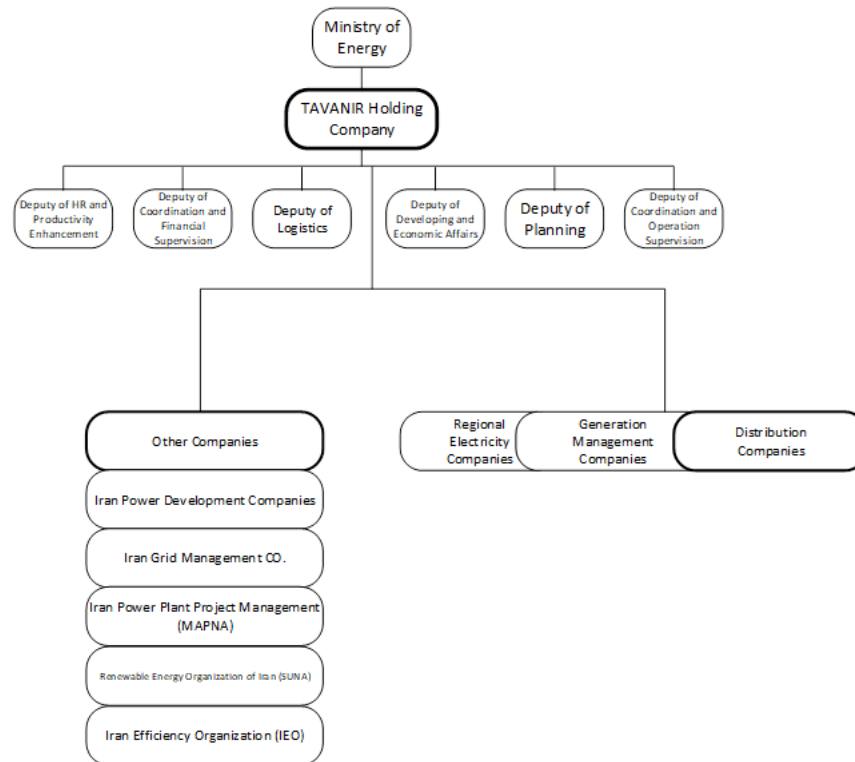 Ministry of
Energy
TAVANIR Holding
Company
Deputy of HR and
Productivity
Enhancement
Deputy of
Coordination and
Financial
Supervision
Deputy of
Logistics
Deputy of
Developing and
Economic Affairs
Deputy of
Planning
Deputy of
Coordination and
Operation
Supervision
Other Companies
Iran Power Development Companies
Iran Grid Management CO.
Iran Power Plant Project Management
(MAPNA)
Renewable Energy Organization of Iran (SUNA)
Iran Efficiency Organization (IEO)
Regional
Electricity
Companies
Generation
Management
Companies
Distribution
Companies